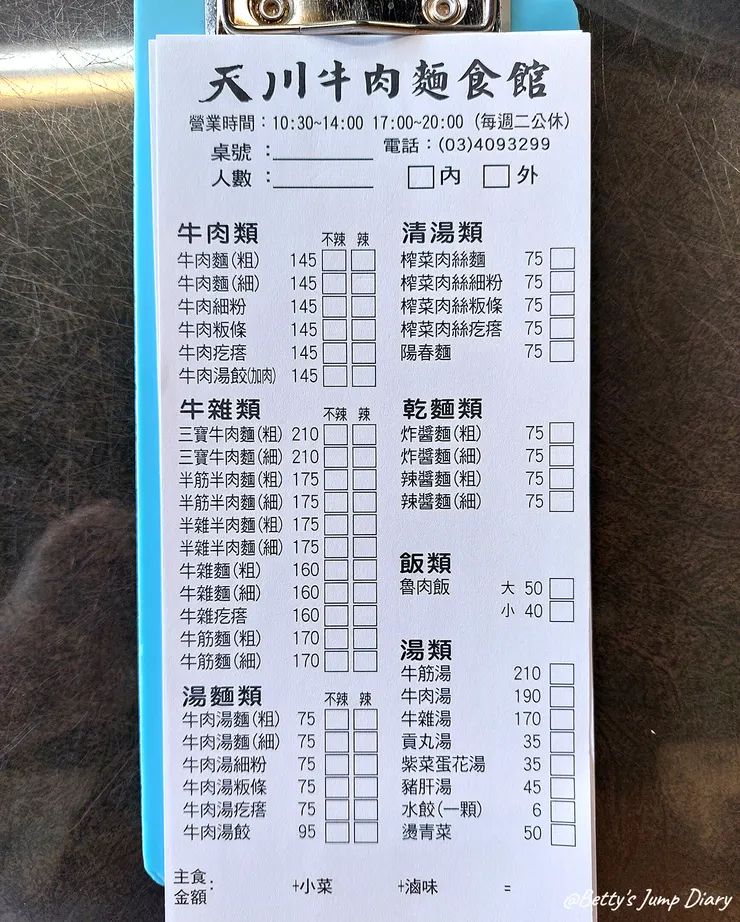 天川牛肉麵食館
營業時間：10:30~14:00 17:00~20:00 (每週二公休)
桌號：
電話：(03)4093299
人數：
內 外
牛肉類 不辣 辣
牛肉麵(粗) 145
牛肉麵(細) 145
牛肉細粉 145
牛肉粄條 145
牛肉疙瘩 145
牛肉湯餃(加肉) 145
牛雜類 不辣 辣
三寶牛肉麵(粗) 210
三寶牛肉麵(細) 210
半筋半肉麵(粗) 175
半筋半肉麵(細) 175
半雜半肉麵(粗) 175
半雜半肉麵(細) 175
牛雜麵(粗) 160
牛雜麵(細) 160
牛雜疙瘩 160
牛筋麵(粗) 170
牛筋麵(細) 170
湯麵類 不辣 辣
牛肉湯麵(粗) 75
牛肉湯麵(細) 75
牛肉湯細粉 75
牛肉湯粄條 75
牛肉湯疙瘩 75
牛肉湯餃 95
清湯類
榨菜肉絲麵 75
榨菜肉絲細粉 75
榨菜肉絲粄條 75
榨菜肉絲疙瘩 75
陽春麵 75
乾麵類
炸醬麵(粗) 75
炸醬麵(細) 75
辣醬麵(粗) 75
辣醬麵(細) 75
飯類
魯肉飯 大 50
小 40
湯類
牛筋湯 210
牛肉湯 190
牛雜湯 170
貢丸湯 35
紫菜蛋花湯 35
豬肝湯 45
水餃(一顆) 6
燙青菜 50
主食
金額： +小菜 +滷味 =
@Betty's Jump Diary